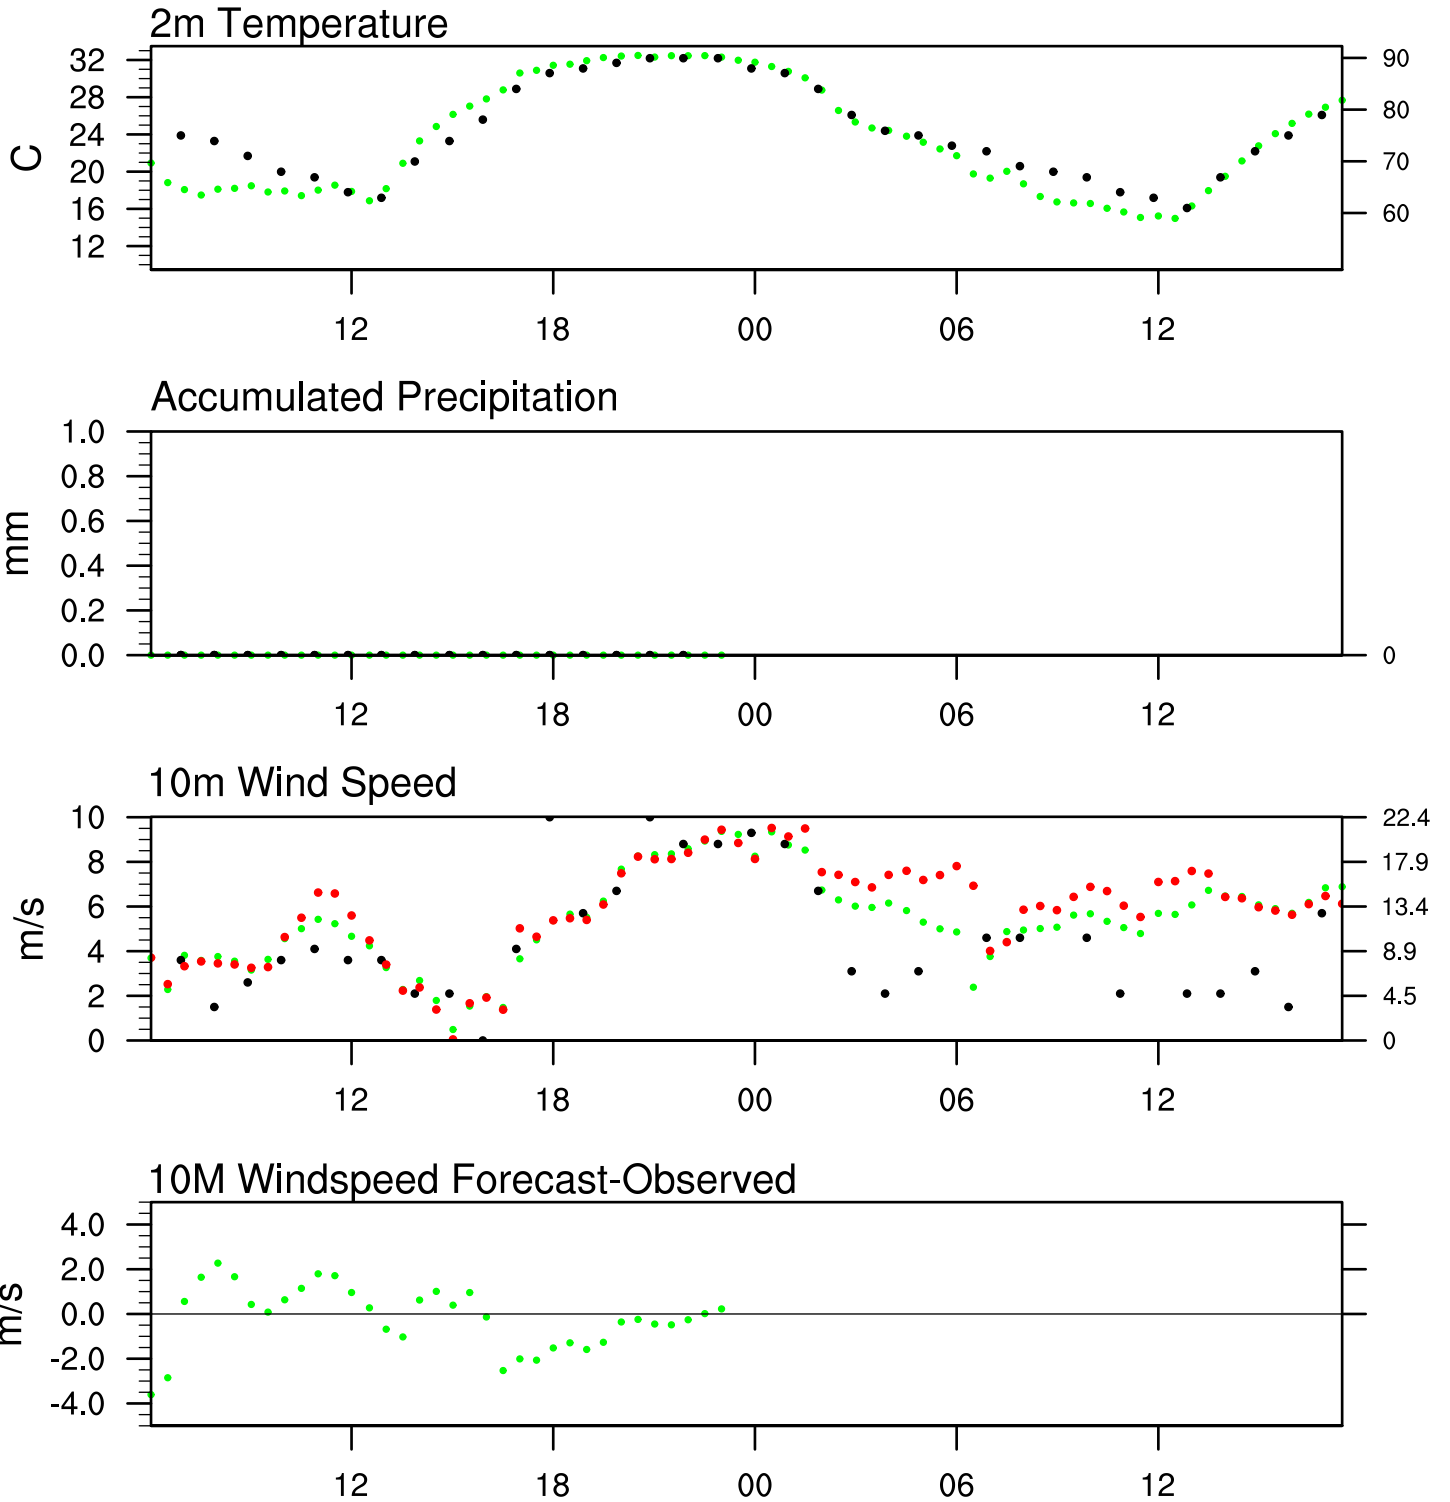 2m Temperature
32
28
24
20
16
12
C
90
80
70
60
12 18 00 06 12
Accumulated Precipitation
1.0
0.8
0.6
0.4
0.2
0.0
mm
0
12 18 00 06 12
10m Wind Speed
10
8
6
4
2
0
m/s
22.4
17.9
13.4
8.9
4.5
0
12 18 00 06 12
10M Windspeed Forecast-Observed
4.0
2.0
0.0
-2.0
-4.0
m/s
12 18 00 06 12